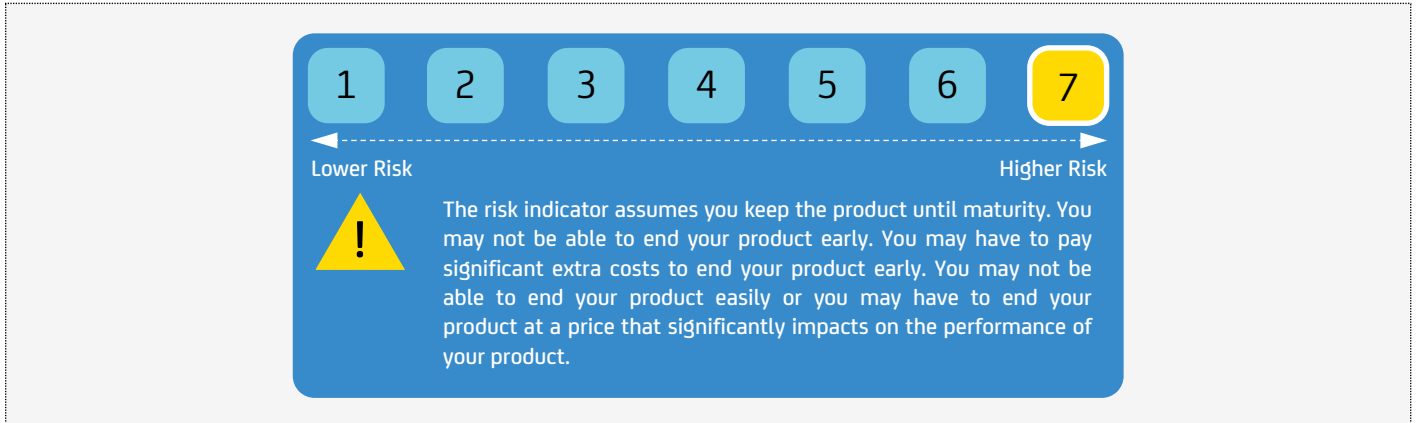 1 2 3 4 5 6 7
Lower Risk Higher Risk
!
The risk indicator assumes you keep the product until maturity. You
may not be able to end your product early. You may have to pay
significant extra costs to end your product early. You may not be
able to end your product easily or you may have to end your
product at a price that significantly impacts on the performance of
your product.